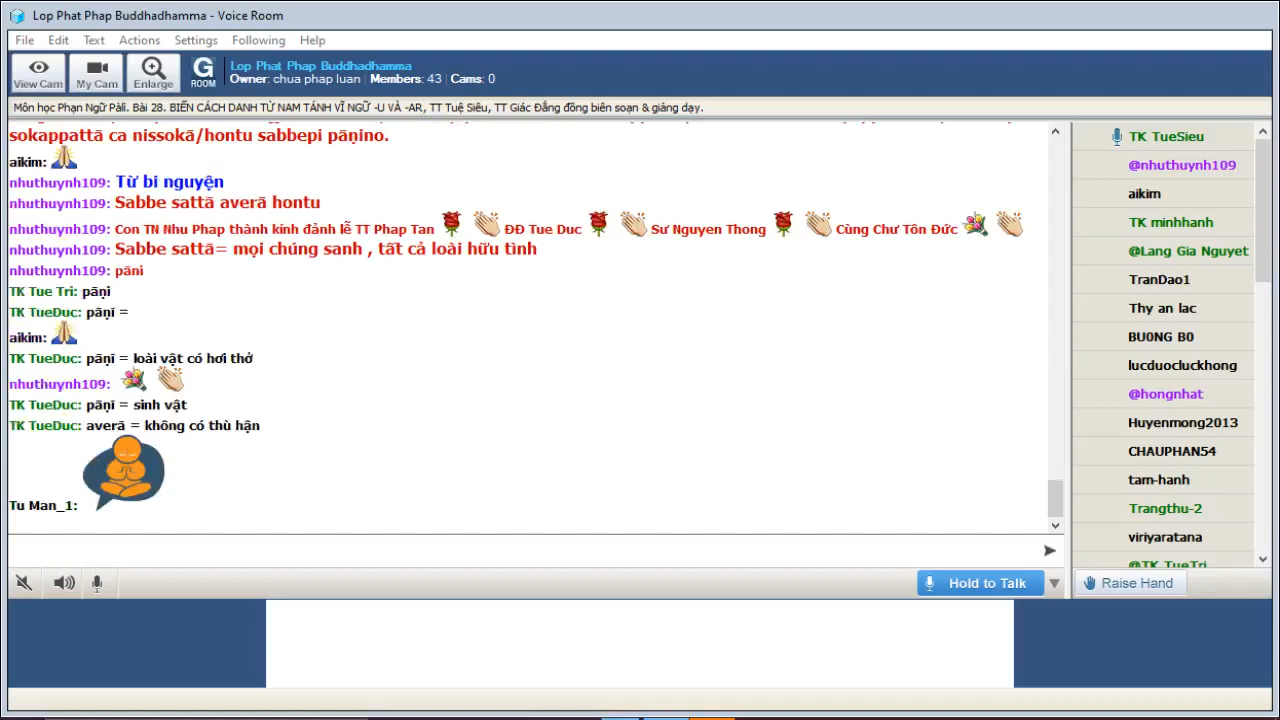 Lop Phat Phap Buddhadhamma - Voice Room
File Edit Text Actions Settings Following Help
View Cam My Cam Enlarge G ROOM
Lop Phat Phap Buddhadhamma
Owner: chua phap luan | Members: 43 | Cams: 0
Môn học Phạn Ngữ Pàli. Bài 28. BIẾN CÁCH DANH TỪ NAM TÁNH VĨ NGỮ -U VÀ -AR, TT Tuệ Siêu, TT Giác Đẳng đồng biên soạn & giảng dạy.
sokappattā ca nissokā/hontu sabbepi pāṇino.
aikim:
nhuthuynh109: Từ bi nguyện
nhuthuynh109: Sabbe sattā averā hontu
nhuthuynh109: Con TN Nhu Phap thành kính đảnh lễ TT Phap Tan ĐĐ Tue Duc Sư Nguyen Thong Cùng Chư Tôn Đức
nhuthuynh109: Sabbe sattā= mọi chúng sanh , tất cả loài hữu tình
nhuthuynh109: pāni
TK Tue Tri: pāṇi
TK TueDuc: pāṇī =
aikim:
TK TueDuc: pāṇī = loài vật có hơi thở
nhuthuynh109:
TK TueDuc: pāṇī = sinh vật
TK TueDuc: averā = không có thù hận
Tu Man_1:
Hold to Talk
TK TueSieu
@nhuthuynh109
aikim
TK minhhanh
@Lang Gia Nguyet
TranDao1
Thy an lac
BU0NG B0
lucduocluckhong
@hongnhat
Huyenmong2013
CHAUPHAN54
tam-hanh
Trangthu-2
viriyaratana
@TK TueTri
Raise Hand